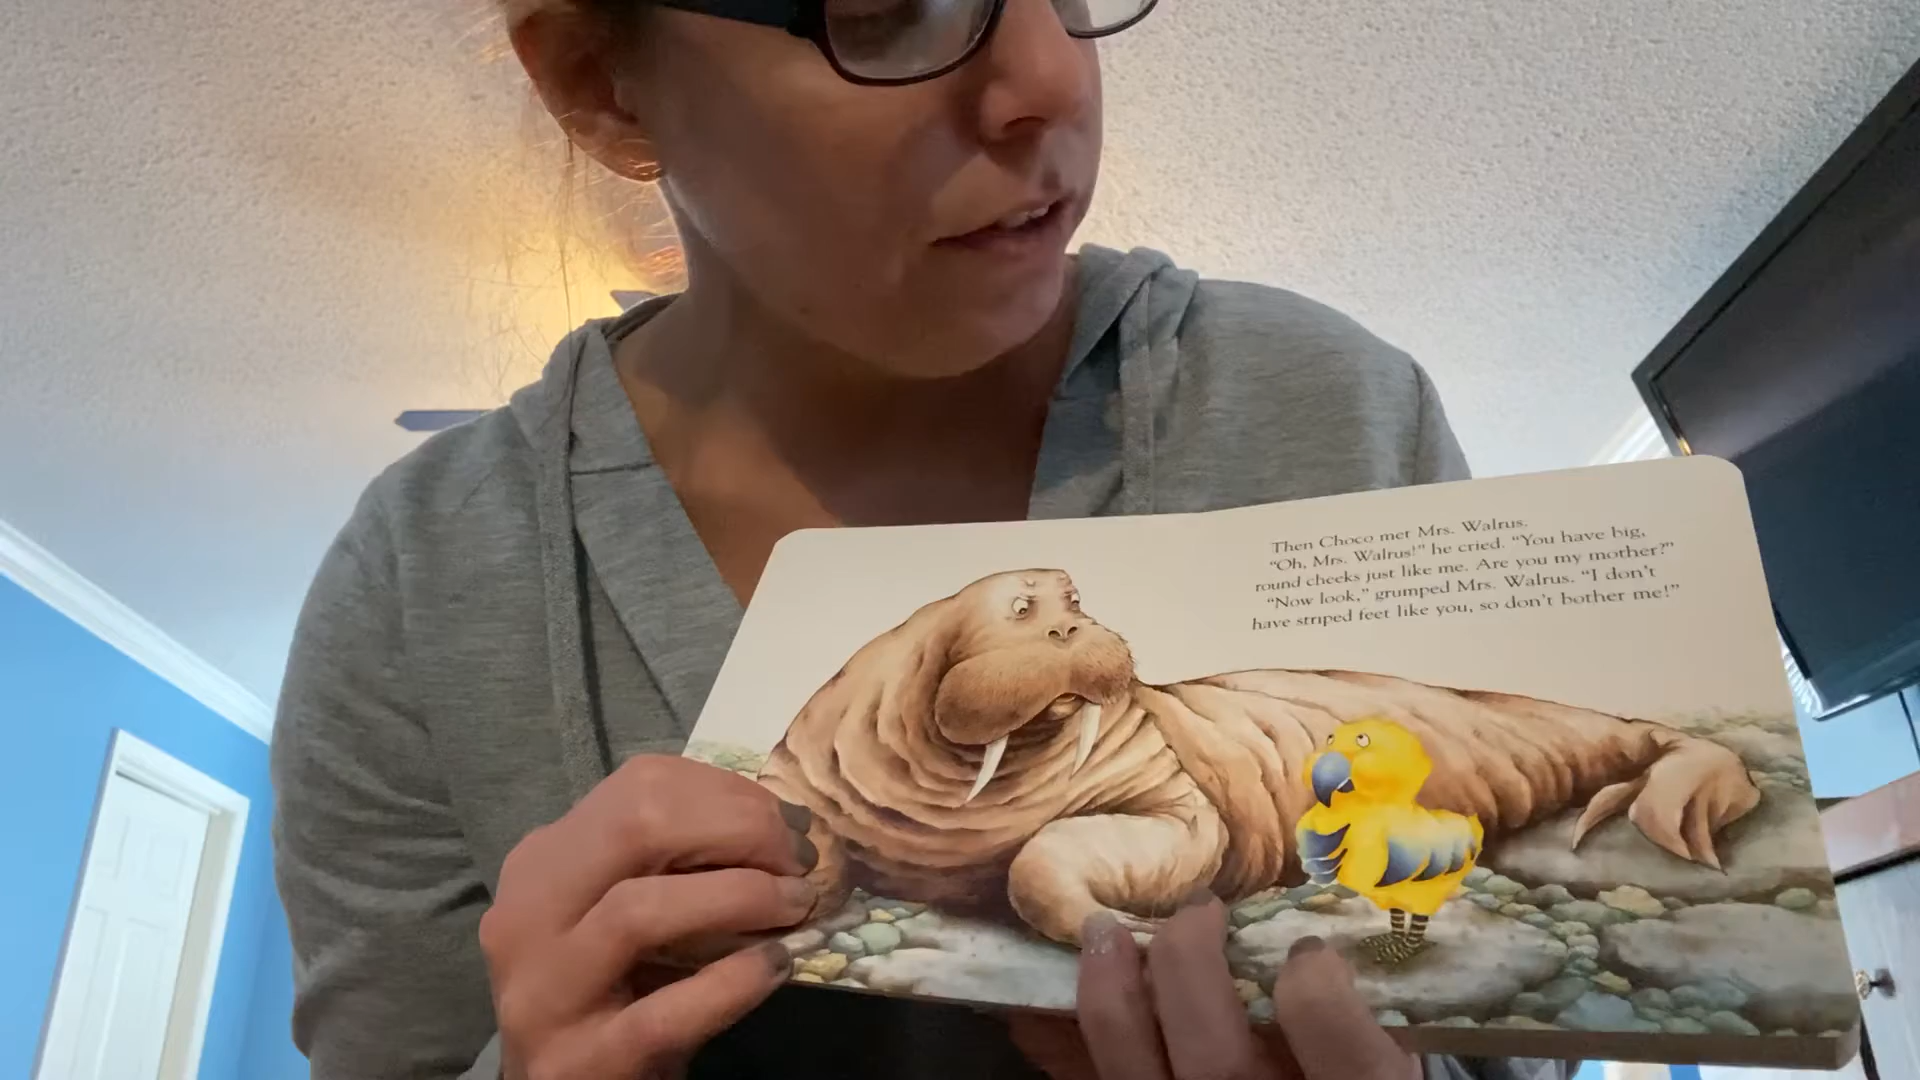 Then Choco met Mrs. Walrus.
“Oh, Mrs. Walrus!” he cried. “You have big,
round cheeks just like me. Are you my mother?”
“Now look,” grumped Mrs. Walrus. “I don’t
have striped feet like you, so don’t bother me!”